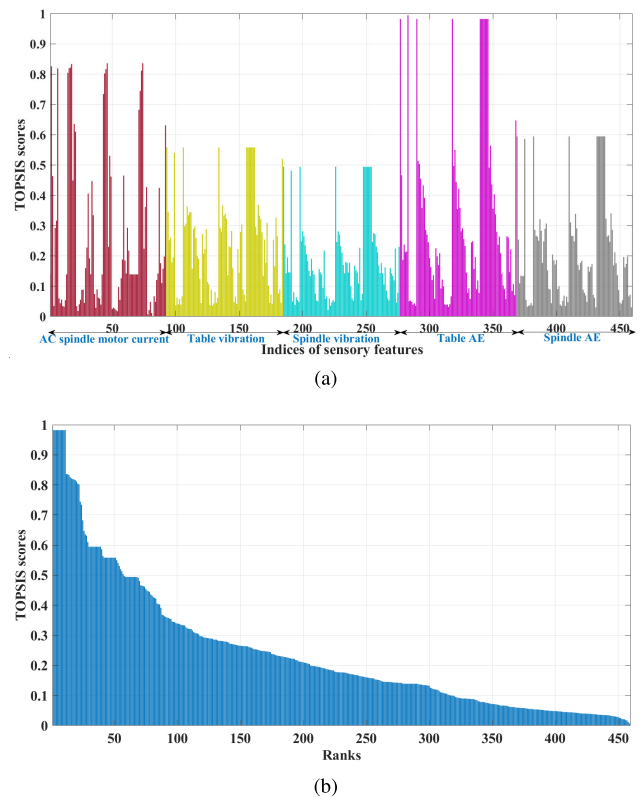 1
0.9
0.8
0.7
0.6
0.5
0.4
0.3
0.2
0.1
0
TOPSIS scores
50 100 150 200 250 300 350 400 450
AC spindle motor current Table vibration Spindle vibration Table AE Spindle AE
Indices of sensory features
(a)
1
0.9
0.8
0.7
0.6
0.5
0.4
0.3
0.2
0.1
0
TOPSIS scores
50 100 150 200 250 300 350 400 450
Ranks
(b)